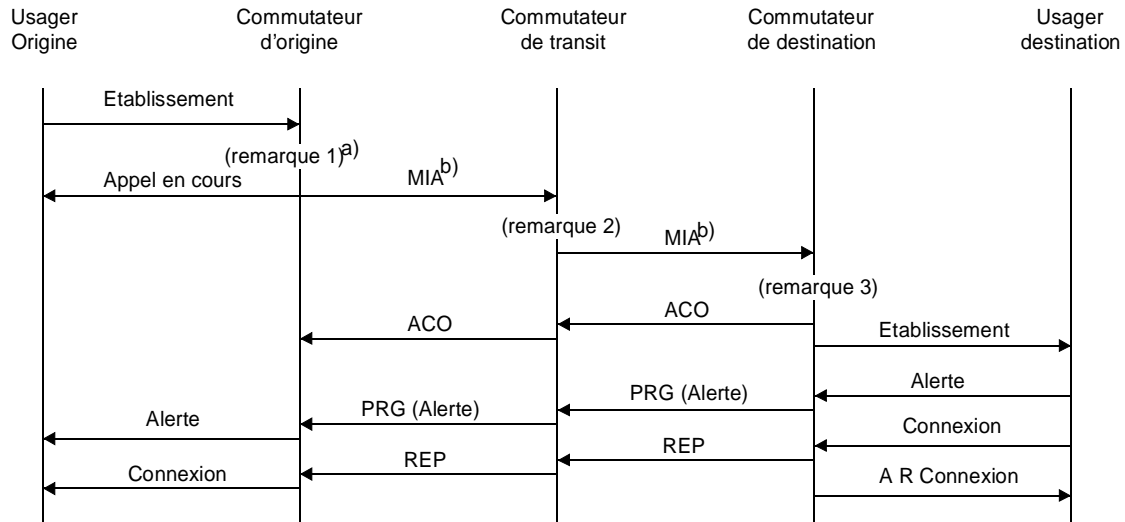 Usager
Origine
Commutateur
d'origine
Commutateur
de transit
Commutateur
de destination
Usager
destination
Etablissement
(remarque 1)a)
Appel en cours
MIAb)
(remarque 2)
MIAb)
(remarque 3)
ACO
ACO
Etablissement
Alerte
PRG (Alerte)
PRG (Alerte)
Alerte
Connexion
REP
REP
Connexion
A R Connexion